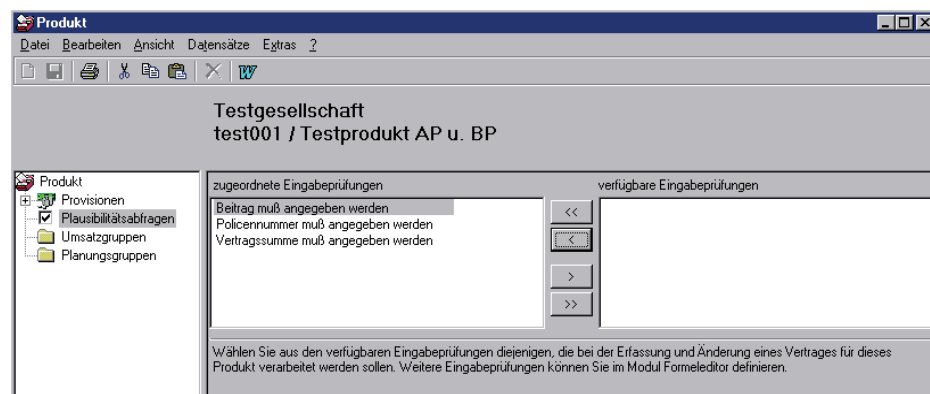 Produkt
Datei Bearbeiten Ansicht Datensätze Extras ?
Testgesellschaft
test001 / Testprodukt AP u. BP
Produkt
Provisionen
Plausibilitätsabfragen
Umsatzgruppen
Planungsgruppen
zugeordnete Eingabeprüfungen
Beitrag muß angegeben werden
Policennummer muß angegeben werden
Vertragssumme muß angegeben werden
<<
<
>
>>
verfügbare Eingabeprüfungen
Wählen Sie aus den verfügbaren Eingabeprüfungen diejenigen, die bei der Erfassung und Änderung eines Vertrages für dieses
Produkt verarbeitet werden sollen. Weitere Eingabeprüfungen können Sie im Modul Formeleditor definieren.